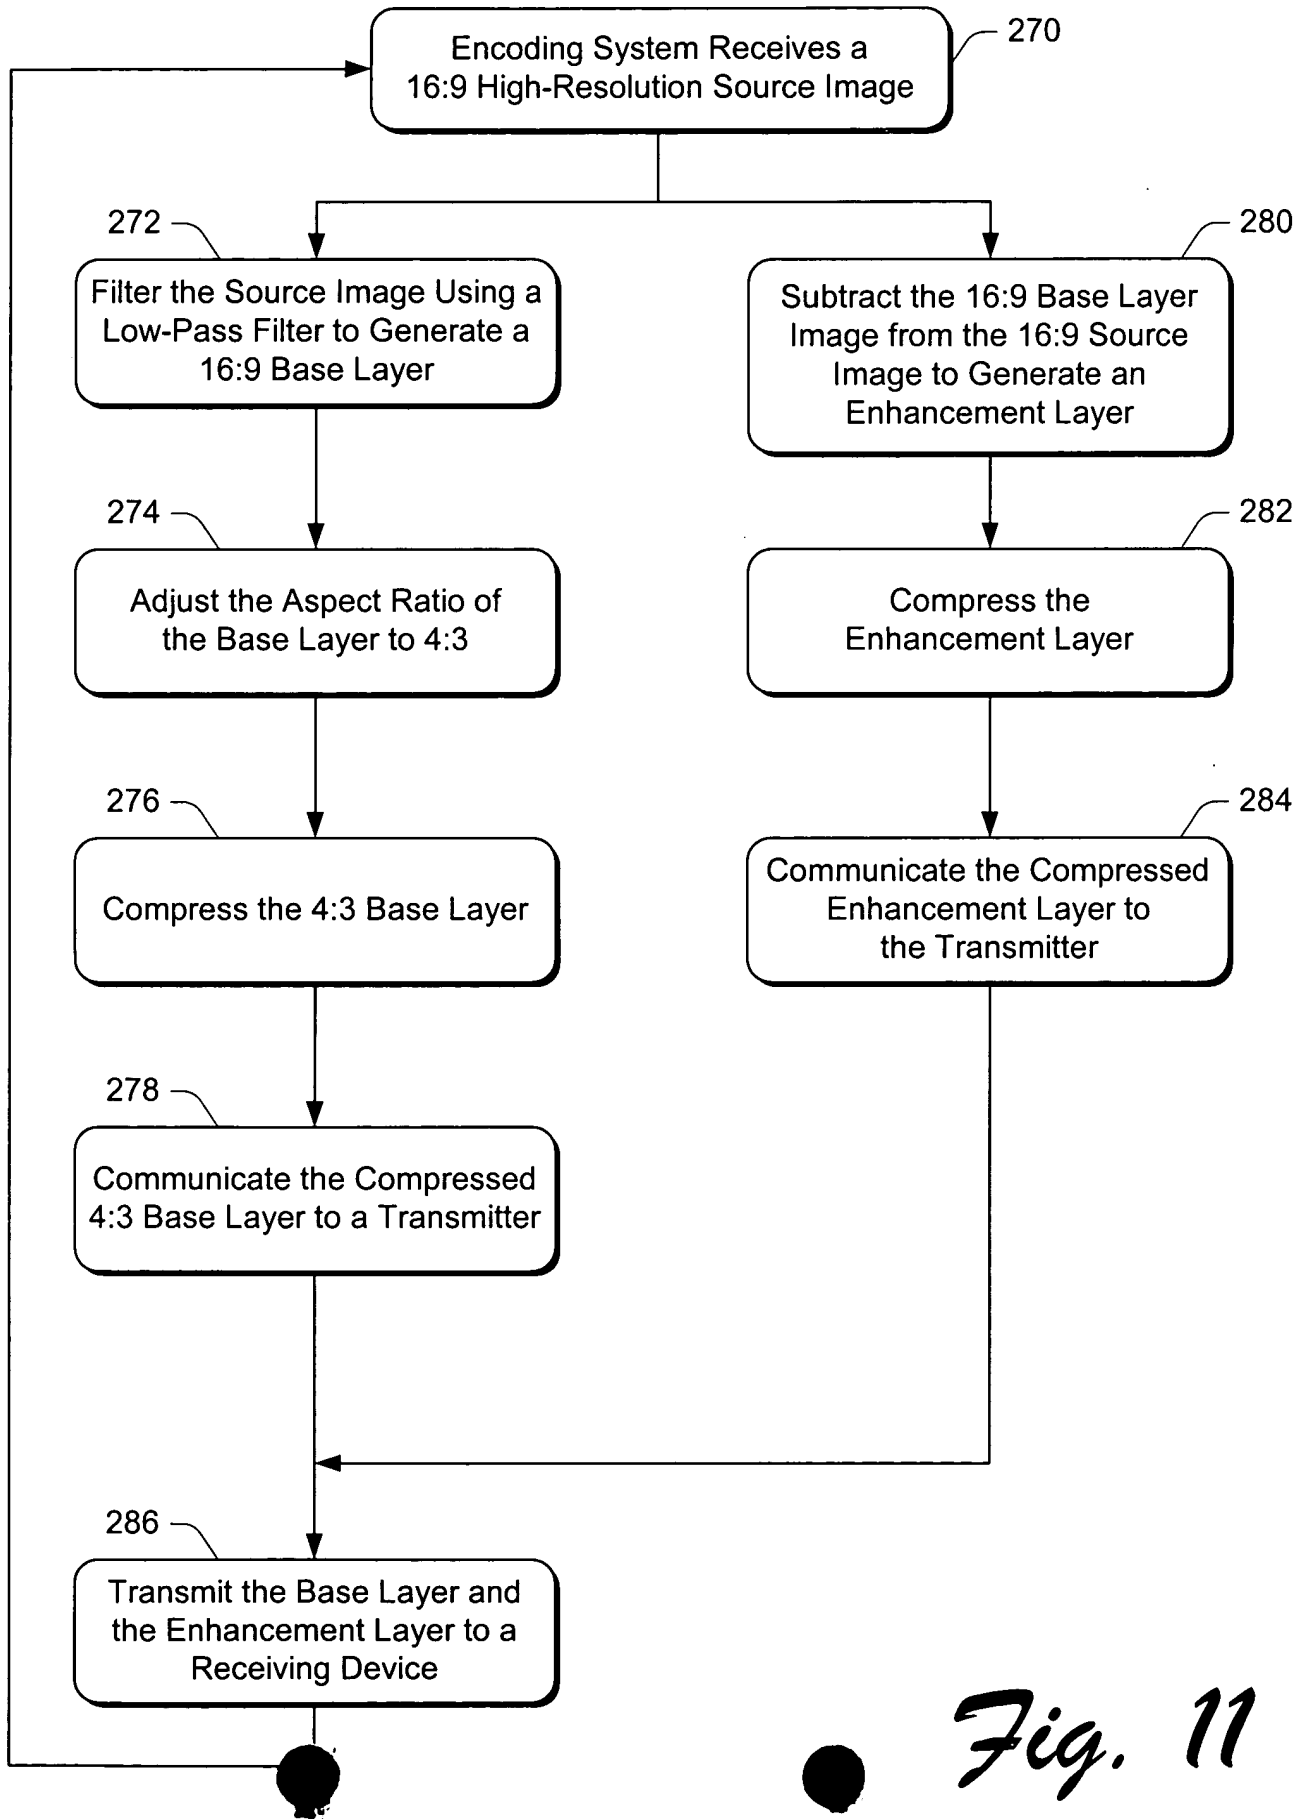 Encoding System Receives a
16:9 High-Resolution Source Image
270
272
Filter the Source Image Using a
Low-Pass Filter to Generate a
16:9 Base Layer
280
Subtract the 16:9 Base Layer
Image from the 16:9 Source
Image to Generate an
Enhancement Layer
274
Adjust the Aspect Ratio of
the Base Layer to 4:3
282
Compress the
Enhancement Layer
276
Compress the 4:3 Base Layer
284
Communicate the Compressed
Enhancement Layer to
the Transmitter
278
Communicate the Compressed
4:3 Base Layer to a Transmitter
286
Transmit the Base Layer and
the Enhancement Layer to a
Receiving Device
Fig. 11